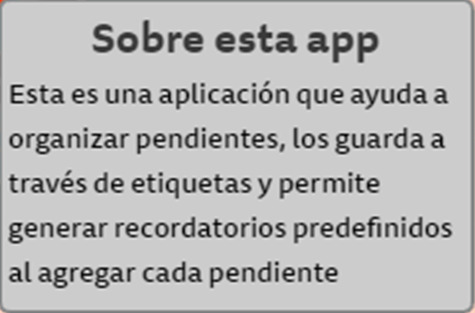 Sobre esta app
Esta es una aplicación que ayuda a
organizar pendientes, los guarda a
través de etiquetas y permite
generar recordatorios predefinidos
al agregar cada pendiente